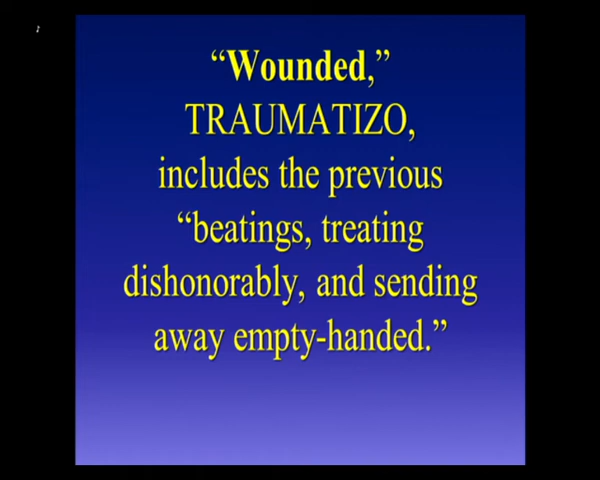 “Wounded,”
TRAUMATIZO,
includes the previous
“beatings, treating
dishonorably, and sending
away empty-handed.”